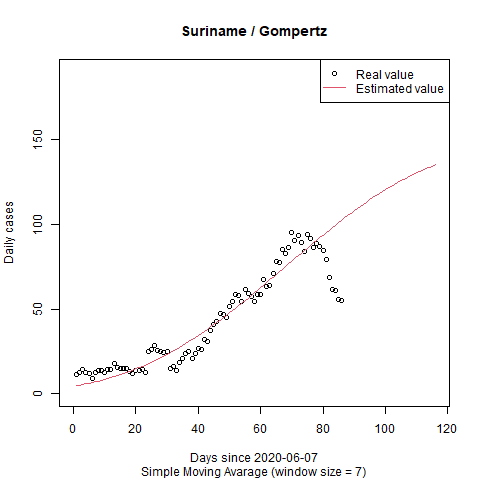 Suriname / Gompertz
Real value
Estimated value
Daily cases
0
50
100
150
0 20 40 60 80 100 120
Days since 2020-06-07
Simple Moving Avarage (window size = 7)